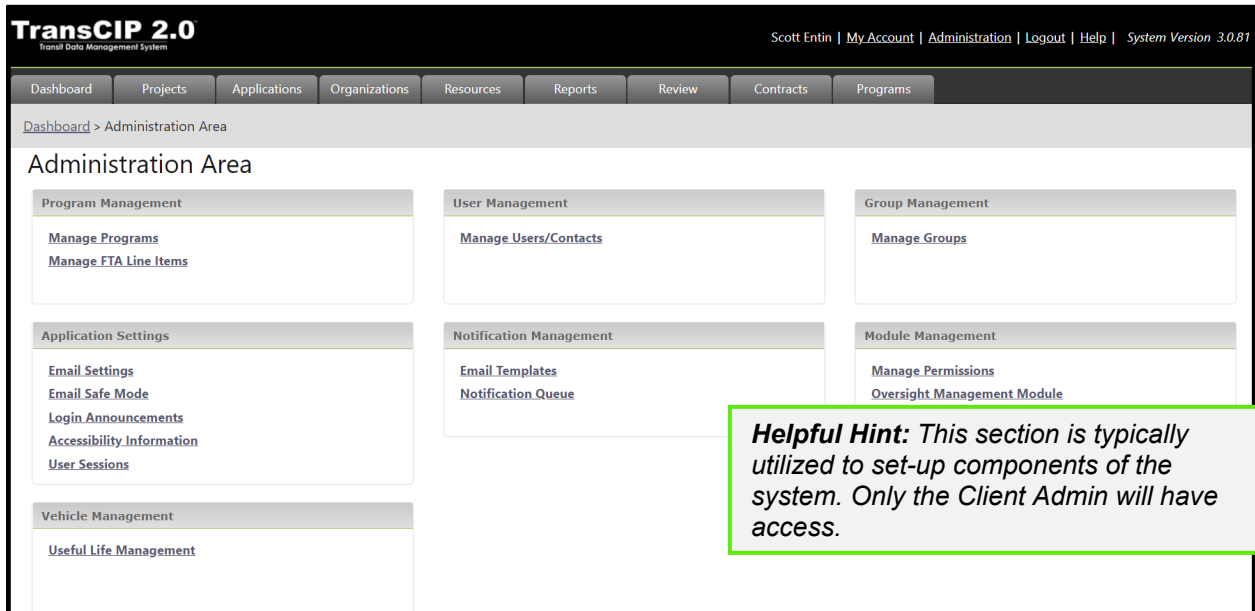 TransCIP 2.0
Transit Data Management System
Scott Entin | My Account | Administration | Logout | Help | System Version 3.0.81
Dashboard Projects Applications Organizations Resources Reports Review Contracts Programs
Dashboard > Administration Area
Administration Area
Program Management
Manage Programs
Manage FTA Line Items
User Management
Manage Users/Contacts
Group Management
Manage Groups
Application Settings
Email Settings
Email Safe Mode
Login Announcements
Accessibility Information
User Sessions
Notification Management
Email Templates
Notification Queue
Module Management
Manage Permissions
Oversight Management Module
Helpful Hint: This section is typically
utilized to set-up components of the
system. Only the Client Admin will have
access.
Vehicle Management
Useful Life Management